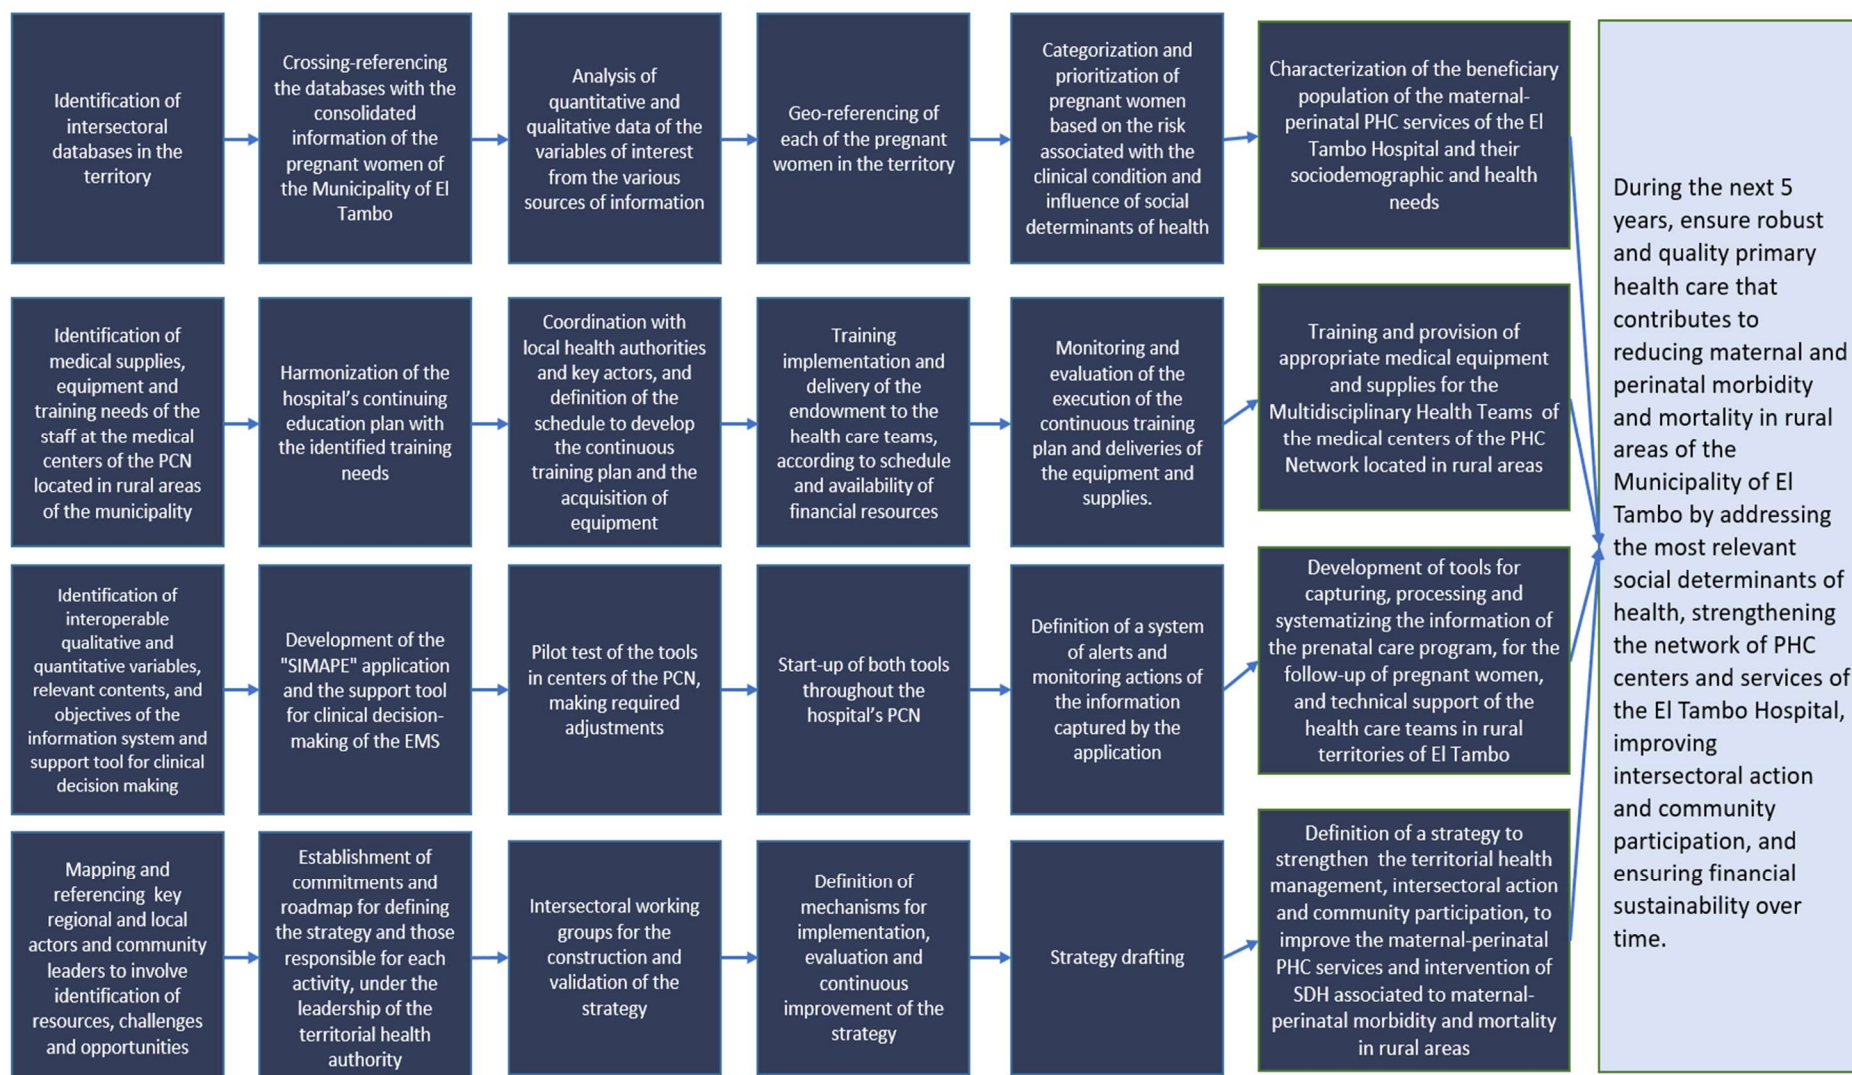 Identification of
intersectoral
databases in the
territory
Crossing-referencing
the databases with the
consolidated
information of the
pregnant women of
the Municipality of El
Tambo
Analysis of
quantitative and
qualitative data of the
variables of interest
from the various
sources of information
Geo-referencing of
each of the pregnant
women in the territory
Categorization and
prioritization of
pregnant women
based on the risk
associated with the
clinical condition and
influence of social
determinants of health
Characterization of the beneficiary
population of the maternal-
perinatal PHC services of the El
Tambo Hospital and their
sociodemographic and health
needs
Identification of
medical supplies,
equipment and
training needs of the
staff at the medical
centers of the PCN
located in rural areas
of the municipality
Harmonization of the
hospital's continuing
education plan with
the identified training
needs
Coordination with
local health authorities
and key actors, and
definition of the
schedule to develop
the continuous
training plan and the
acquisition of
equipment
Training
implementation and
delivery of the
endowment to the
health care teams,
according to schedule
and availability of
financial resources
Monitoring and
evaluation of the
execution of the
continuous training
plan and deliveries of
the equipment and
supplies.
Training and provision of
appropriate medical equipment
and supplies for the
Multidisciplinary Health Teams of
the medical centers of the PHC
Network located in rural areas
Identification of
interoperable
qualitative and
quantitative variables,
relevant contents, and
objectives of the
information system and
support tool for clinical
decision making
Development of the
"SIMAPE" application
and the support tool
for clinical decision-
making of the EMS
Pilot test of the tools
in centers of the PCN,
making required
adjustments
Start-up of both tools
throughout the
hospital's PCN
Definition of a system
of alerts and
monitoring actions of
the information
captured by the
application
Development of tools for
capturing, processing and
systematizing the information of
the prenatal care program, for the
follow-up of pregnant women,
and technical support of the
health care teams in rural
territories of El Tambo
Mapping and
referencing key
regional and local
actors and community
leaders to involve
identification of
resources, challenges
and opportunities
Establishment of
commitments and
roadmap for defining
the strategy and those
responsible for each
activity, under the
leadership of the
territorial health
authority
Intersectoral working
groups for the
construction and
validation of the
strategy
Definition of
mechanisms for
implementation,
evaluation and
continuous
improvement of the
strategy
Strategy drafting
Definition of a strategy to
strengthen the territorial health
management, intersectoral action
and community participation, to
improve the maternal-perinatal
PHC services and intervention of
SDH associated to maternal-
perinatal morbidity and mortality
in rural areas
During the next 5
years, ensure robust
and quality primary
health care that
contributes to
reducing maternal and
perinatal morbidity
and mortality in rural
areas of the
Municipality of El
Tambo by addressing
the most relevant
social determinants of
health, strengthening
the network of PHC
centers and services of
the El Tambo Hospital,
improving
intersectoral action
and community
participation, and
ensuring financial
sustainability over
time.